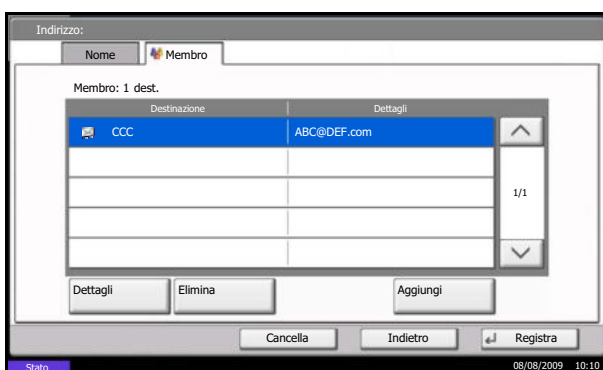 Indirizzo:
Nome Membro
Membro: 1 dest.
Destinazione Dettagli
CCC ABC@DEF.com
1/1
Dettagli Elimina Aggiungi
Cancella Indietro Registra
Stato 08/08/2009 10:10